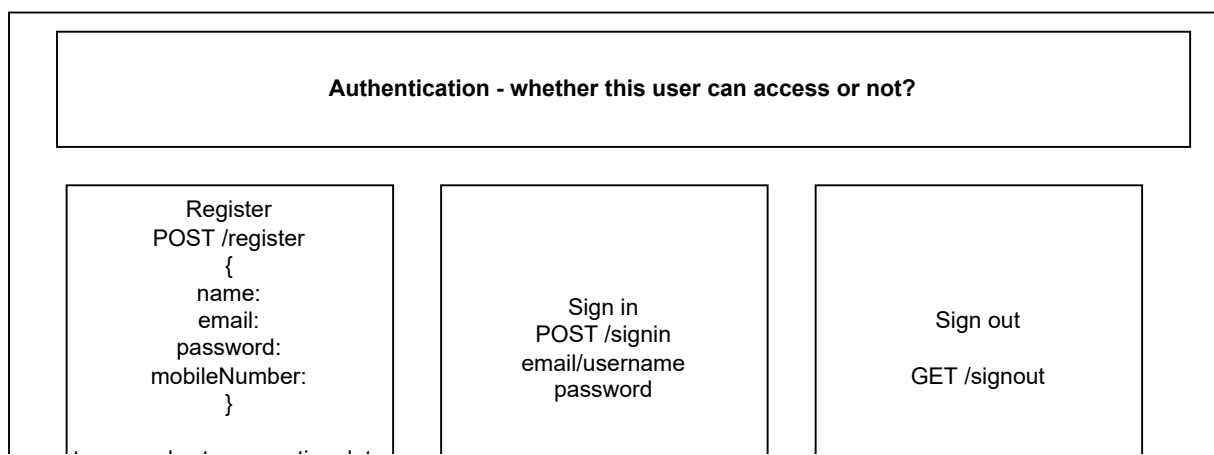 Authentication - whether this user can access or not?
Register
POST /register
{
name:
email:
password:
mobileNumber:
}
Sign in
POST /signin
email/username
password
Sign out
GET /signout